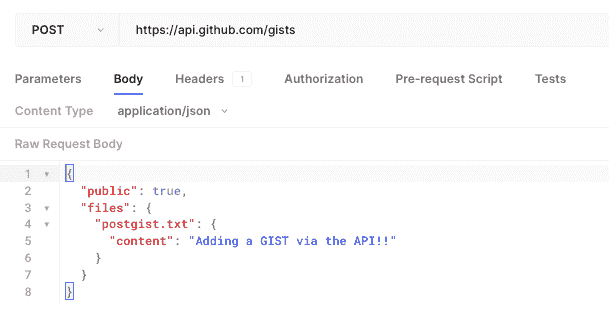 POST https://api.github.com/gists
Parameters Body Headers 1 Authorization Pre-request Script Tests
Content Type application/json
Raw Request Body
1 {
2 "public": true,
3 "files": {
4 "postgist.txt": {
5 "content": "Adding a GIST via the API!!"
6 }
7 }
8 }